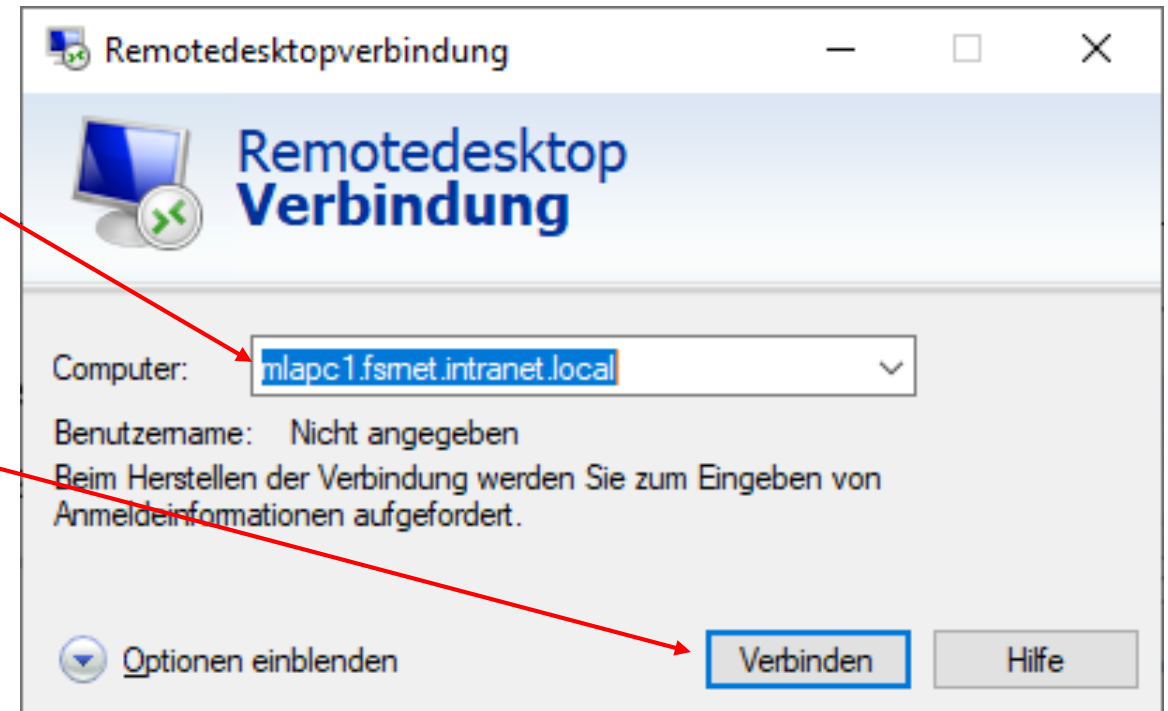 Remotedesktopverbindung
Remotedesktop
Verbindung
Computer: mlapc1.fsrnet.intranet.local
Benutzername: Nicht angegeben
Beim Herstellen der Verbindung werden Sie zum Eingeben von
Anmeldeinformationen aufgefordert.
Optionen einblenden Verbinden Hilfe